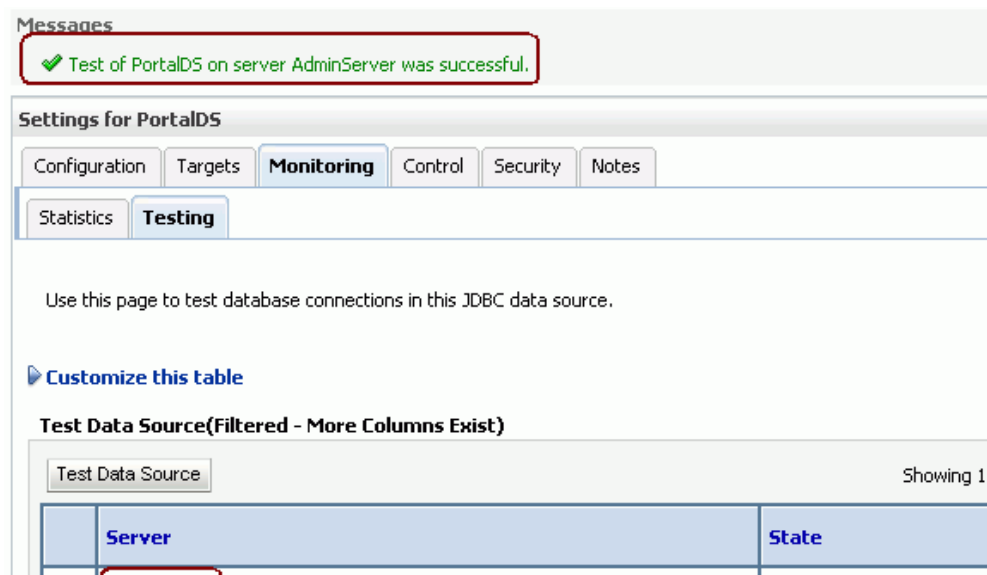 Messages
Test of PortalDS on server AdminServer was successful.
Settings for PortalDS
Configuration Targets Monitoring Control Security Notes
Statistics Testing
Use this page to test database connections in this JDBC data source.
Customize this table
Test Data Source(Filtered - More Columns Exist)
Test Data Source Showing 1
Server State